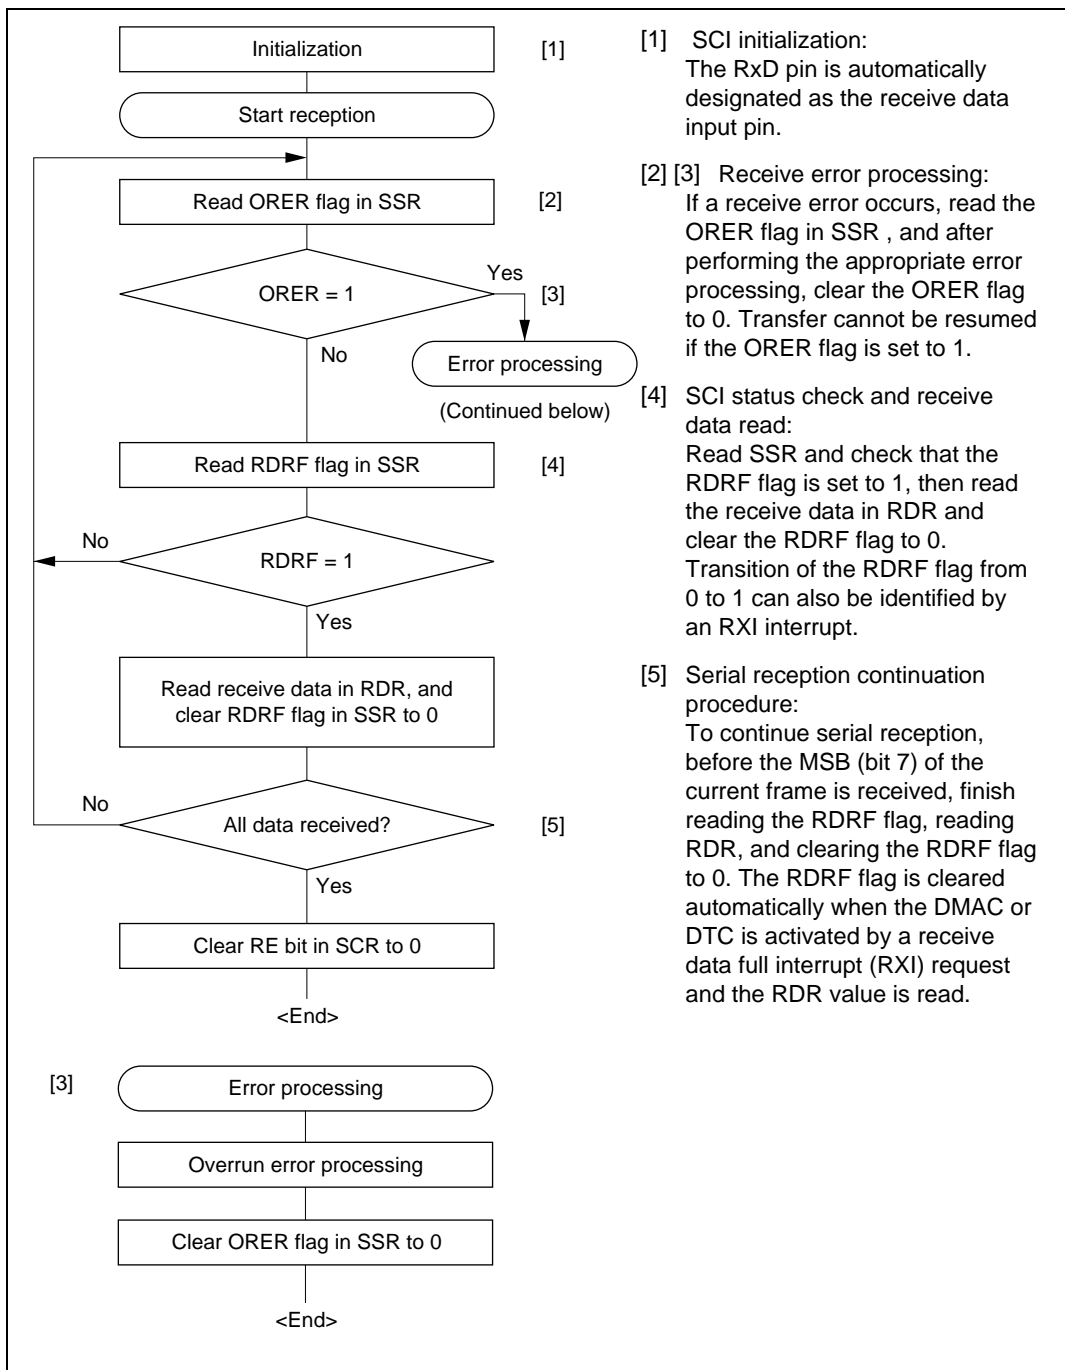 Initialization
[1]
Start reception
Read ORER flag in SSR
[2]
Yes
ORER = 1
[3]
No
Error processing
(Continued below)
Read RDRF flag in SSR
[4]
No
RDRF = 1
Yes
Read receive data in RDR, and
clear RDRF flag in SSR to 0
No
All data received?
[5]
Yes
Clear RE bit in SCR to 0
<End>
[3]
Error processing
Overrun error processing
Clear ORER flag in SSR to 0
<End>
[1] SCI initialization:
The RxD pin is automatically
designated as the receive data
input pin.
[2] [3] Receive error processing:
If a receive error occurs, read the
ORER flag in SSR , and after
performing the appropriate error
processing, clear the ORER flag
to 0. Transfer cannot be resumed
if the ORER flag is set to 1.
[4] SCI status check and receive
data read:
Read SSR and check that the
RDRF flag is set to 1, then read
the receive data in RDR and
clear the RDRF flag to 0.
Transition of the RDRF flag from
0 to 1 can also be identified by
an RXI interrupt.
[5] Serial reception continuation
procedure:
To continue serial reception,
before the MSB (bit 7) of the
current frame is received, finish
reading the RDRF flag, reading
RDR, and clearing the RDRF flag
to 0. The RDRF flag is cleared
automatically when the DMAC or
DTC is activated by a receive
data full interrupt (RXI) request
and the RDR value is read.